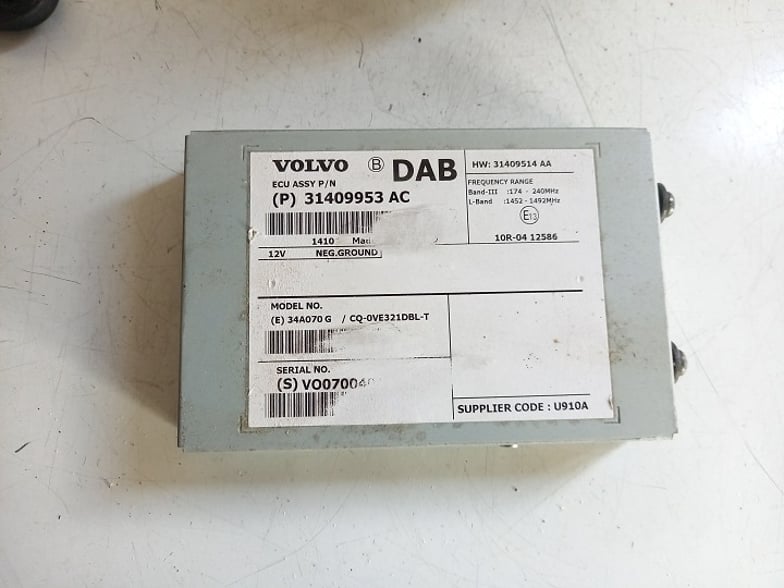 VOLVO B DAB
ECU ASSY P/N
(P) 31409953 AC
1410
12V NEG.GROUND
HW: 31409514 AA
FREQUENCY RANGE
Band-III :174 - 240MHz
L-Band :1452 - 1492MHz
E13
10R-04 12586
MODEL NO.
(E) 34A070 G / CQ-0VE321DBL-T
SERIAL NO.
(S)
SUPPLIER CODE : U910A